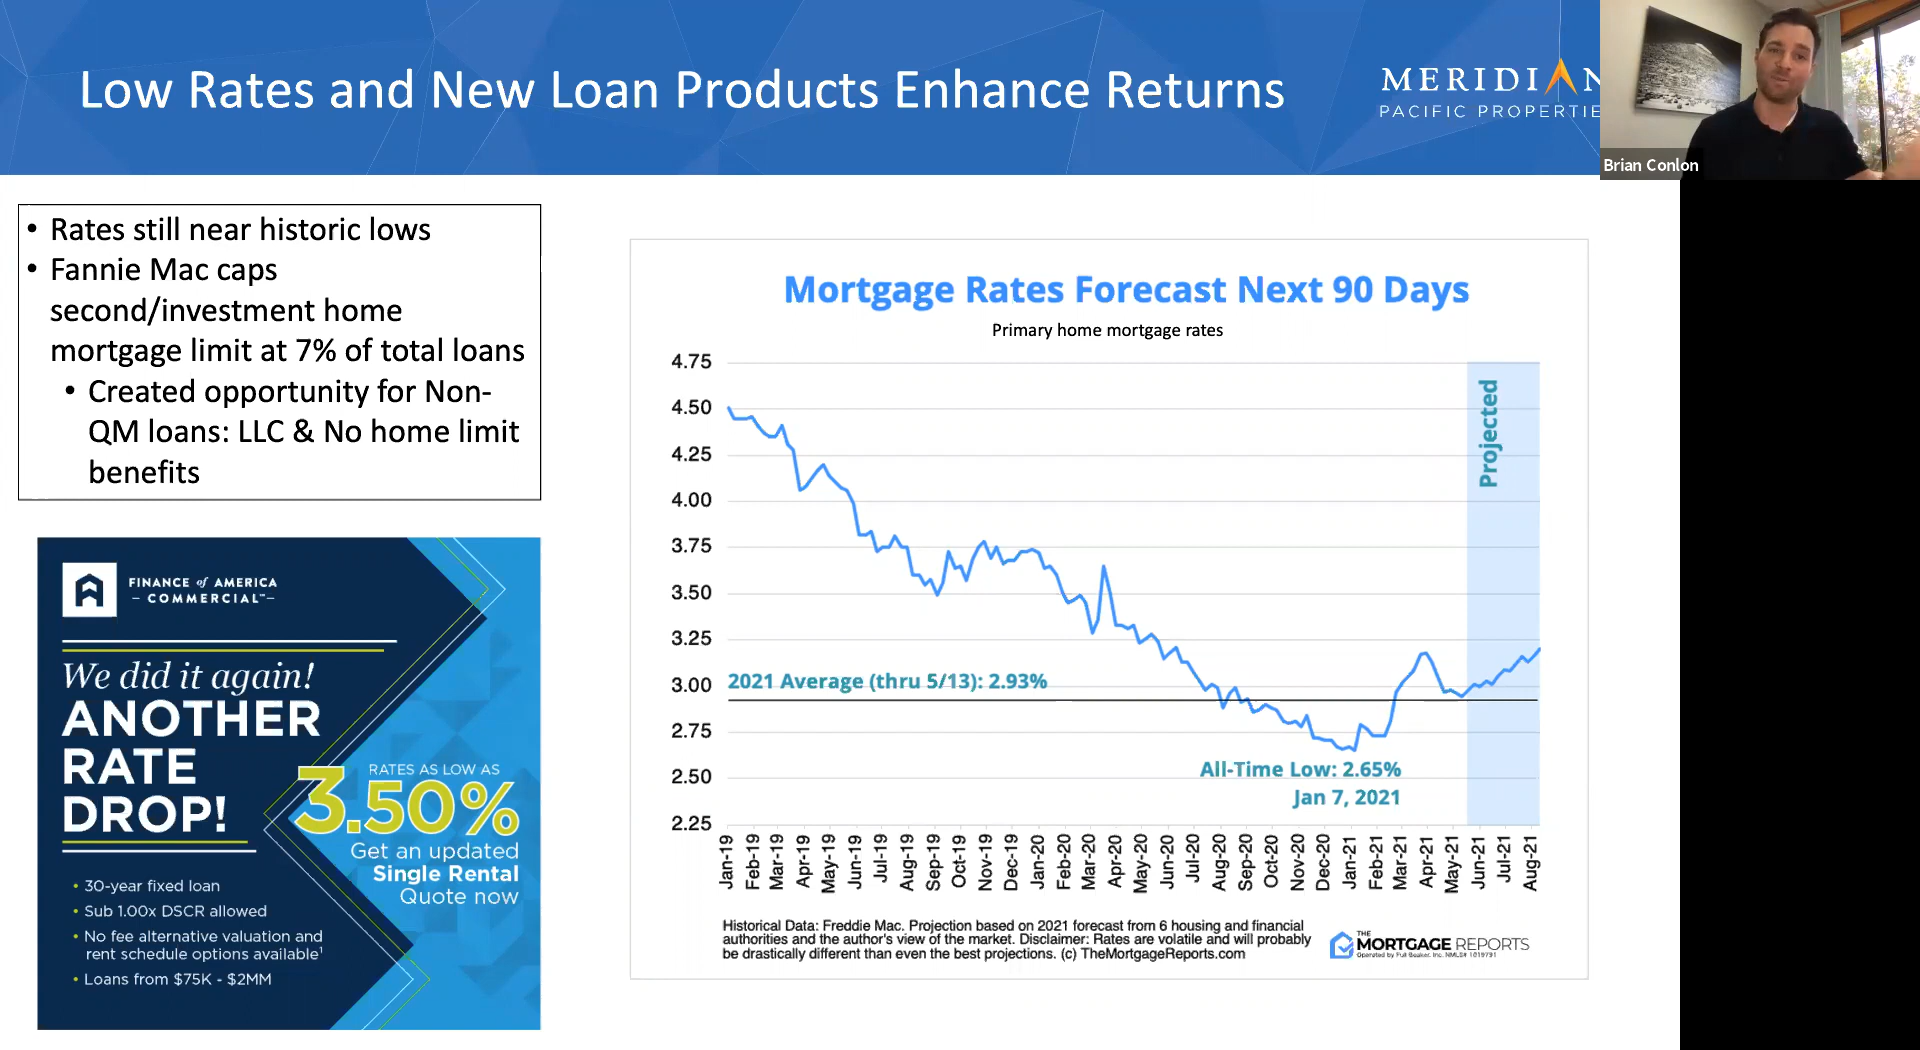 Low Rates and New Loan Products Enhance Returns
MERIDIAN
PACIFIC PROPERTIE
Brian Conlon
• Rates still near historic lows
• Fannie Mac caps
second/investment home
mortgage limit at 7% of total loans
• Created opportunity for Non-
QM loans: LLC & No home limit
benefits
FINANCE of AMERICA
– COMMERCIAL℠ –
We did it again!
ANOTHER
RATE
DROP!
RATES AS LOW AS
3.50%
Get an updated
Single Rental
Quote now
• 30-year fixed loan
• Sub 1.00x DSCR allowed
• No fee alternative valuation and
rent schedule options available¹
• Loans from $75K - $2MM
Mortgage Rates Forecast Next 90 Days
Primary home mortgage rates
4.75
4.50
4.25
4.00
3.75
3.50
3.25
3.00
2.75
2.50
2.25
Projected
2021 Average (thru 5/13): 2.93%
All-Time Low: 2.65%
Jan 7, 2021
Jan-19 Feb-19 Mar-19 Apr-19 May-19 Jun-19 Jul-19 Aug-19 Sep-19 Oct-19 Nov-19 Dec-19 Jan-20 Feb-20 Mar-20 Apr-20 May-20 Jun-20 Jul-20 Aug-20 Sep-20 Oct-20 Nov-20 Dec-20 Jan-21 Feb-21 Mar-21 Apr-21 May-21 Jun-21 Jul-21 Aug-21
Historical Data: Freddie Mac. Projection based on 2021 forecast from 6 housing and financial
authorities and the author's view of the market. Disclaimer: Rates are volatile and will probably
be drastically different than even the best projections. (c) TheMortgageReports.com
THE
MORTGAGE REPORTS
Operated by Full Beaker, Inc. NMLS# 1019791